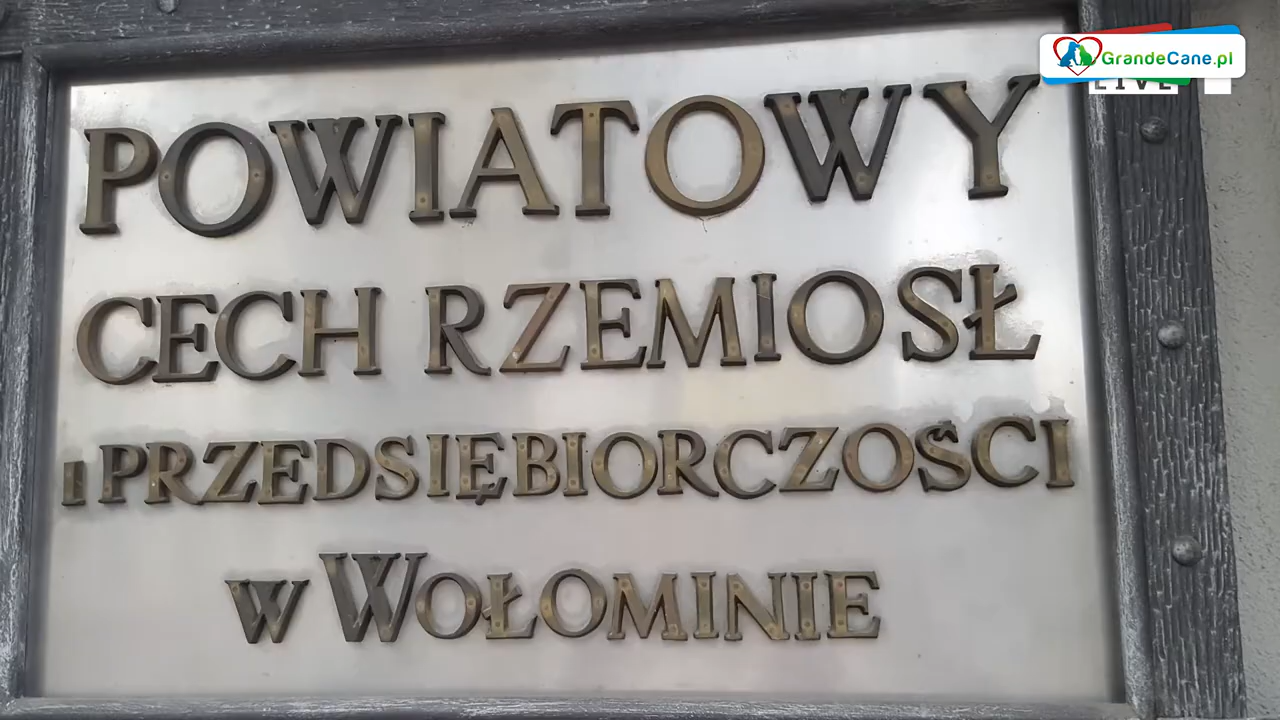 GrandeCane.pl
LIVE
POWIATOWY
CECH RZEMIOSŁ
I PRZEDSIĘBIORCZOŚCI
W WOŁOMINIE